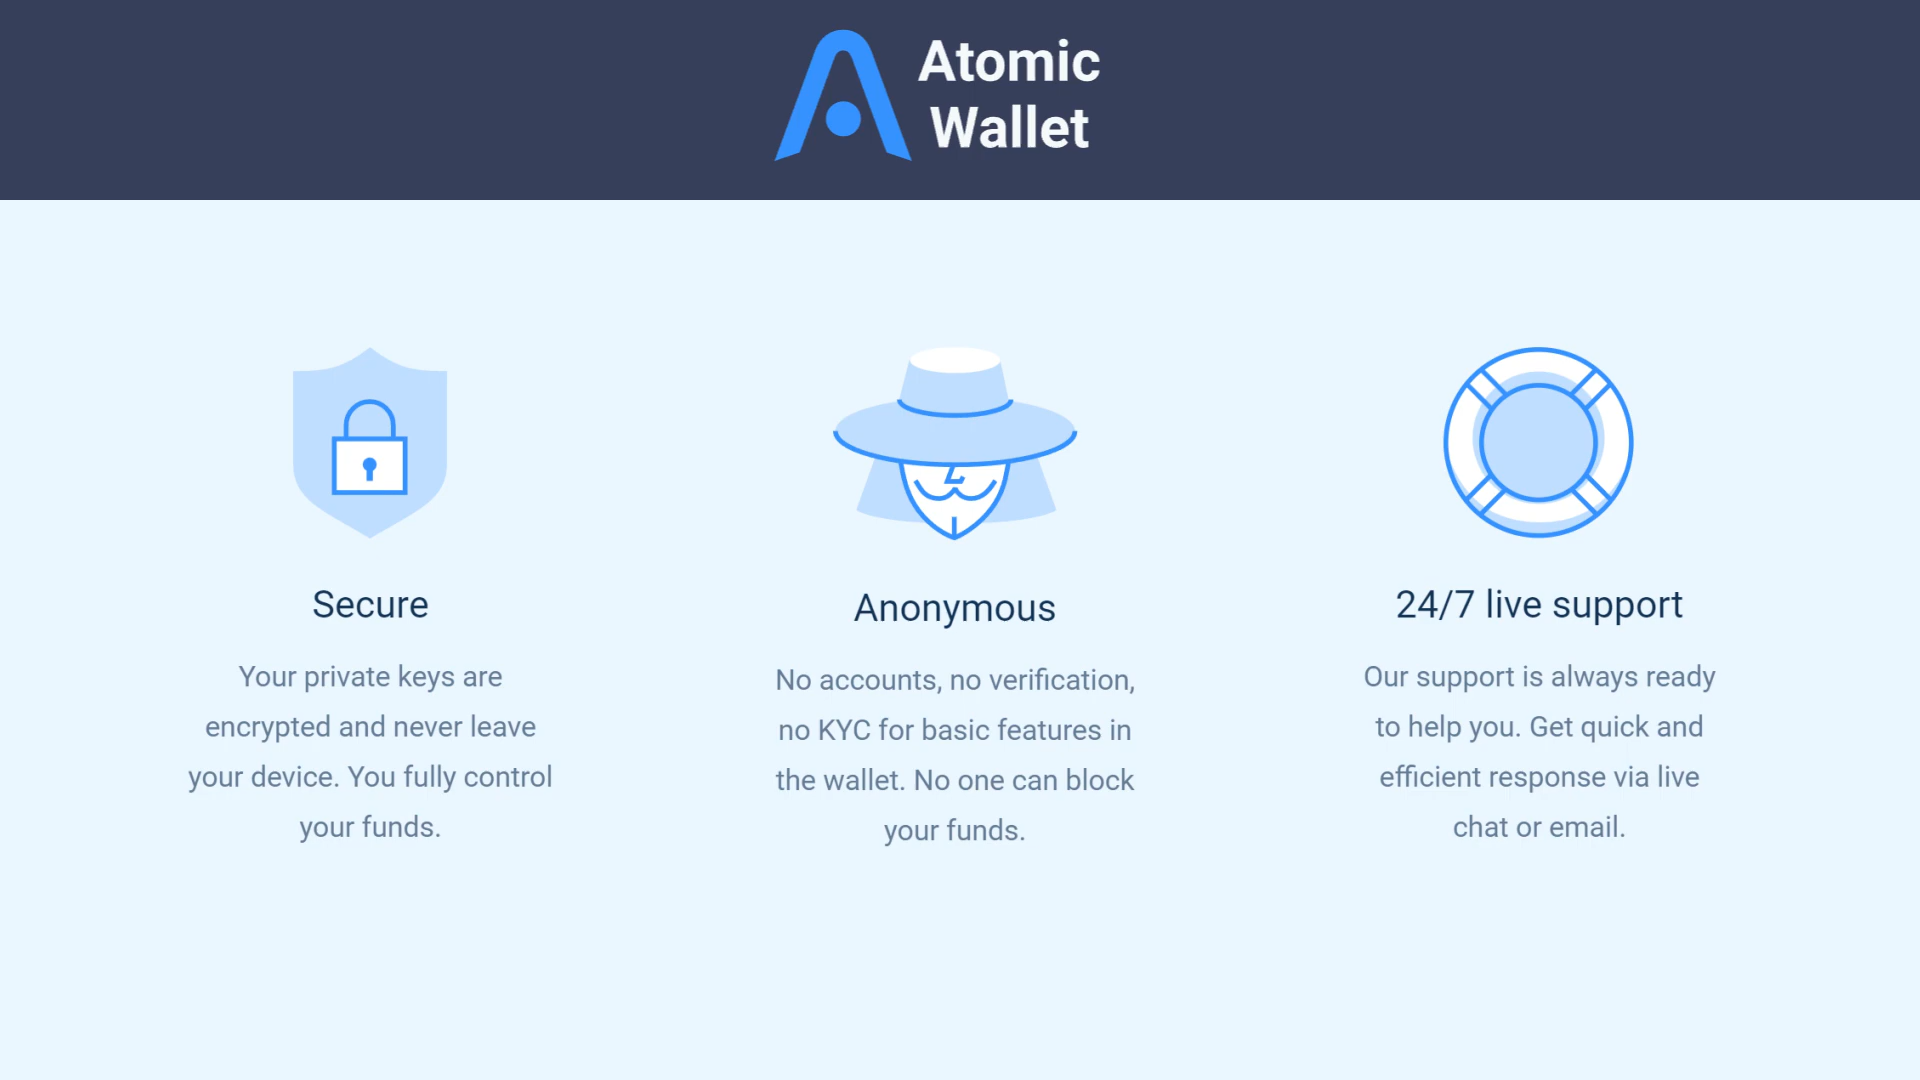 Atomic
Wallet
Secure
Your private keys are
encrypted and never leave
your device. You fully control
your funds.
Anonymous
No accounts, no verification,
no KYC for basic features in
the wallet. No one can block
your funds.
24/7 live support
Our support is always ready
to help you. Get quick and
efficient response via live
chat or email.